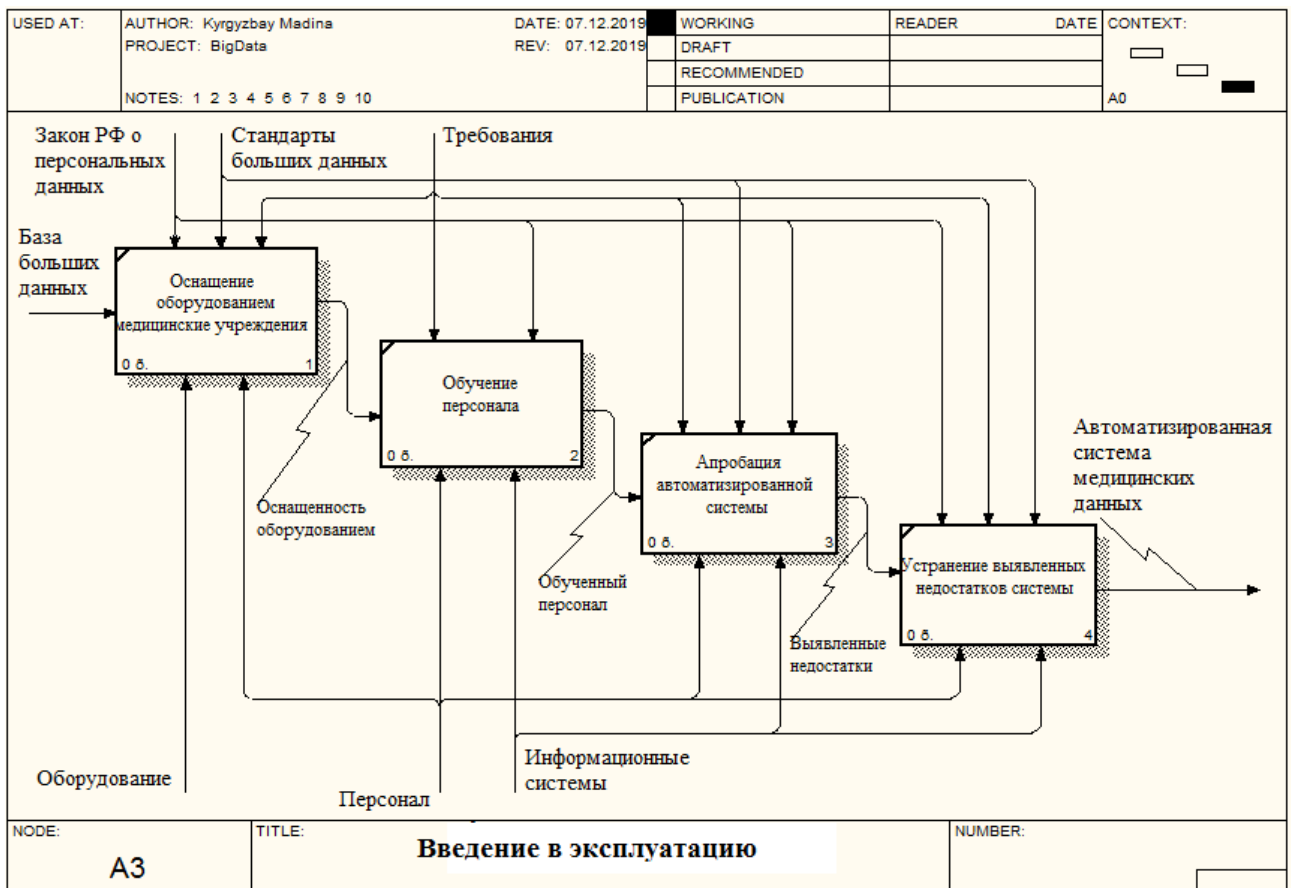 USED AT:
AUTHOR: Kyrgyzbay Madina
DATE: 07.12.2019
PROJECT: BigData
REV: 07.12.2019
NOTES: 1 2 3 4 5 6 7 8 9 10
WORKING
DRAFT
RECOMMENDED
PUBLICATION
READER
DATE
CONTEXT:
A0
Закон РФ о
персональных
данных
Стандарты
больших данных
Требования
База
больших
данных
Оснащение
оборудованием
медицинские учреждения
0 б.
1
Обучение
персонала
0 б.
2
Апробация
автоматизированной
системы
0 б.
3
Устранение выявленных
недостатков системы
0 б.
4
Оснащенность
оборудованием
Обученный
персонал
Выявленные
недостатки
Автоматизированная
система
медицинских
данных
Оборудование
Персонал
Информационные
системы
NODE:
A3
TITLE:
Введение в эксплуатацию
NUMBER: